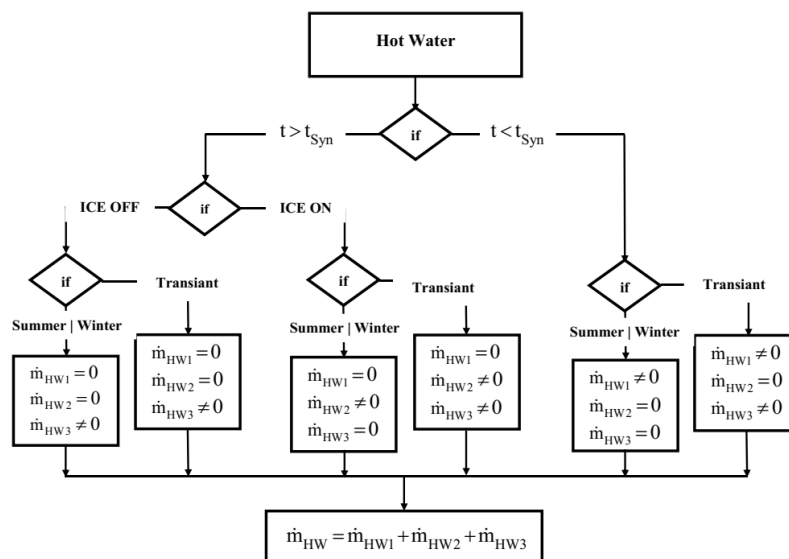 Hot Water
t > t_Syn
if
t < t_Syn
ICE OFF
if
ICE ON
if
Transiant
if
Transiant
if
Transiant
Summer | Winter
Summer | Winter
Summer | Winter
ṁ_HW1 = 0
ṁ_HW2 = 0
ṁ_HW3 ≠ 0
ṁ_HW1 = 0
ṁ_HW2 = 0
ṁ_HW3 ≠ 0
ṁ_HW1 = 0
ṁ_HW2 ≠ 0
ṁ_HW3 = 0
ṁ_HW1 = 0
ṁ_HW2 ≠ 0
ṁ_HW3 ≠ 0
ṁ_HW1 ≠ 0
ṁ_HW2 = 0
ṁ_HW3 = 0
ṁ_HW1 ≠ 0
ṁ_HW2 = 0
ṁ_HW3 ≠ 0
ṁ_HW = ṁ_HW1 + ṁ_HW2 + ṁ_HW3